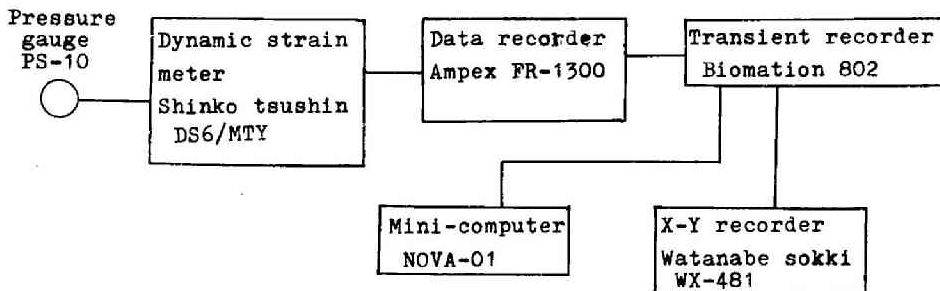 Pressure
gauge
PS-10
Dynamic strain
meter
Shinko tsushin
DS6/MTY
Data recorder
Ampex FR-1300
Transient recorder
Biomation 802
Mini-computer
NOVA-01
X-Y recorder
Watanabe sokki
WX-481